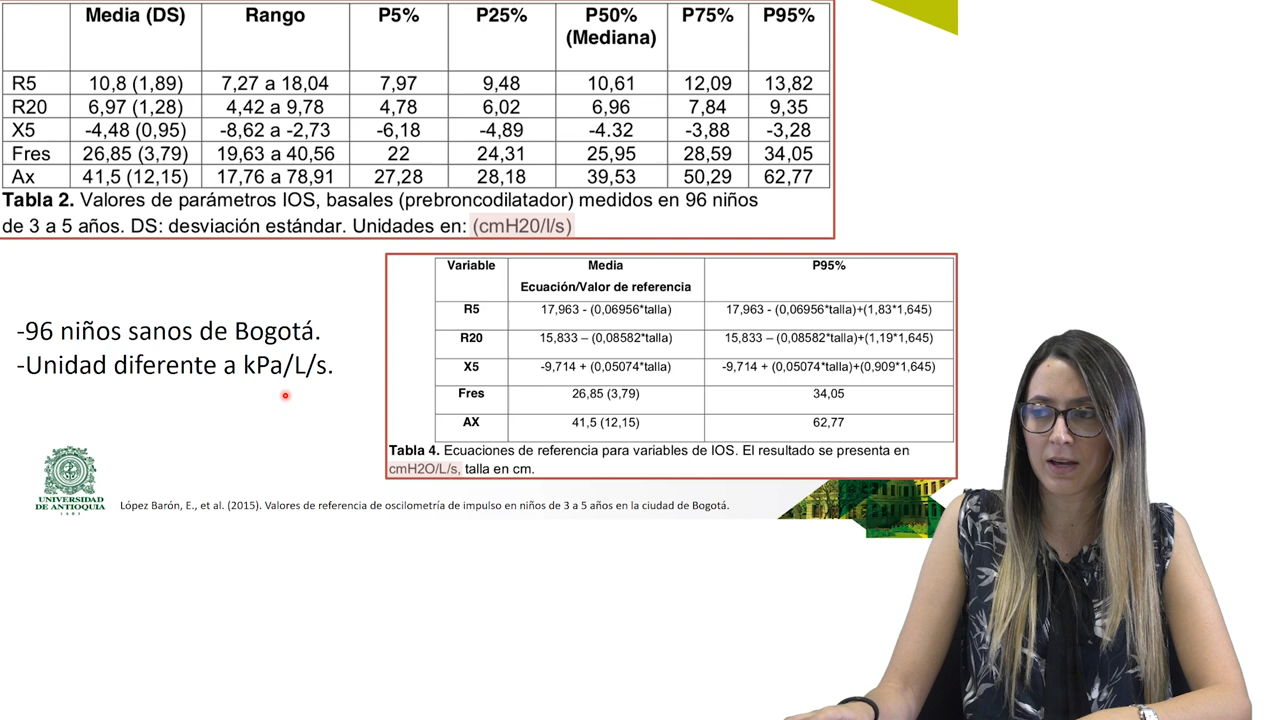 Media (DS) Rango P5% P25% P50% (Mediana) P75% P95%
R5 10,8 (1,89) 7,27 a 18,04 7,97 9,48 10,61 12,09 13,82
R20 6,97 (1,28) 4,42 a 9,78 4,78 6,02 6,96 7,84 9,35
X5 -4,48 (0,95) -8,62 a -2,73 -6,18 -4,89 -4.32 -3,88 -3,28
Fres 26,85 (3,79) 19,63 a 40,56 22 24,31 25,95 28,59 34,05
Ax 41,5 (12,15) 17,76 a 78,91 27,28 28,18 39,53 50,29 62,77
Tabla 2. Valores de parámetros IOS, basales (prebroncodilatador) medidos en 96 niños
de 3 a 5 años. DS: desviación estándar. Unidades en: (cmH20/l/s)
Variable Media P95%
Ecuación/Valor de referencia
R5 17,963 - (0,06956*talla) 17,963 - (0,06956*talla)+(1,83*1,645)
R20 15,833 – (0,08582*talla) 15,833 – (0,08582*talla)+(1,19*1,645)
X5 -9,714 + (0,05074*talla) -9,714 + (0,05074*talla)+(0,909*1,645)
Fres 26,85 (3,79) 34,05
AX 41,5 (12,15) 62,77
Tabla 4. Ecuaciones de referencia para variables de IOS. El resultado se presenta en
cmH2O/L/s, talla en cm.
-96 niños sanos de Bogotá.
-Unidad diferente a kPa/L/s.
UNIVERSIDAD
DE ANTIOQUIA
1803
López Barón, E., et al. (2015). Valores de referencia de oscilometría de impulso en niños de 3 a 5 años en la ciudad de Bogotá.